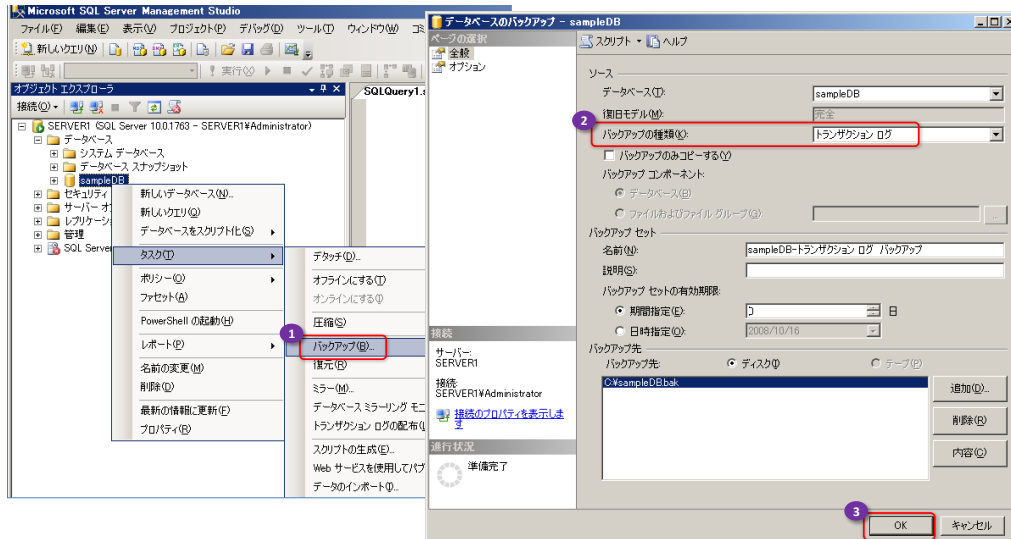 Microsoft SQL Server Management Studio
ファイル(F) 編集(E) 表示(V) プロジェクト(P) デバッグ(D) ツール(T) ウィンドウ(W)
新しいクエリ(N)
実行(X)
オブジェクト エクスプローラ
接続(O)
SQLQuery1.s
SERVER1 (SQL Server 10.0.1763 - SERVER1¥Administrator)
データベース
システム データベース
データベース スナップショット
sampleDB
セキュリティ
サーバー オ
レプリケーシ
管理
SQL Server
新しいデータベース(N)...
新しいクエリ(Q)
データベースをスクリプト化(S)
タスク(T)
ポリシー(O)
ファセット(A)
PowerShell の起動(H)
レポート(P)
名前の変更(M)
削除(D)
最新の情報に更新(F)
プロパティ(R)
デタッチ(D)...
オフラインにする(T)
オンラインにする(I)
圧縮(S)
1
バックアップ(B)...
復元(R)
ミラー(M)...
データベース ミラーリング モニ
トランザクション ログの配布(
スクリプトの生成(E)...
Web サービスを使用してパブ
データのインポート(I)...
データベースのバックアップ - sampleDB
ページの選択
全般
オプション
スクリプト ヘルプ
ソース
データベース(T): sampleDB
復旧モデル(M): 完全
2
バックアップの種類(K): トランザクション ログ
バックアップのみコピーする(Y)
バックアップ コンポーネント:
データベース(B)
ファイルおよびファイル グループ(G):
...
バックアップ セット
名前(N): sampleDB-トランザクション ログ バックアップ
説明(S):
バックアップ セットの有効期限:
期間指定(E): 日
日時指定(O): 2008/10/16
バックアップ先
バックアップ先: ディスク(I) テープ(P)
C:¥sampleDB.bak
追加(D)...
削除(R)
内容(C)
接続
サーバー:
SERVER1
接続:
SERVER1¥Administrator
接続のプロパティを表示しま
す
進行状況
準備完了
3
OK キャンセル